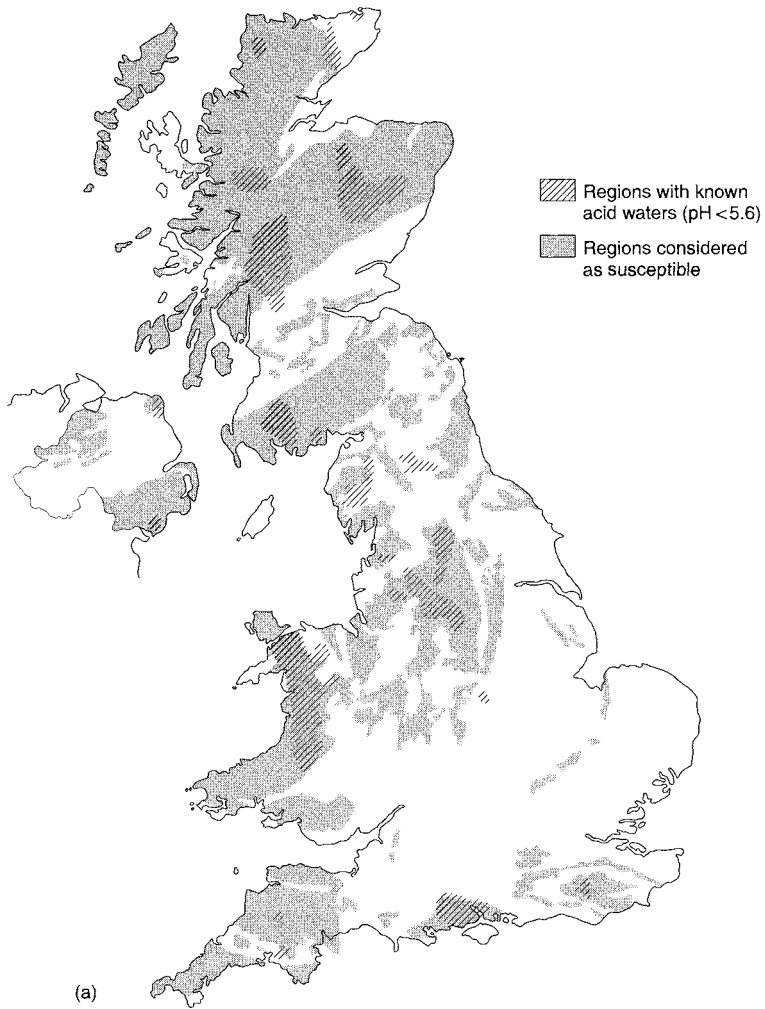 Regions with known
acid waters (pH <5.6)
Regions considered
as susceptible
(a)